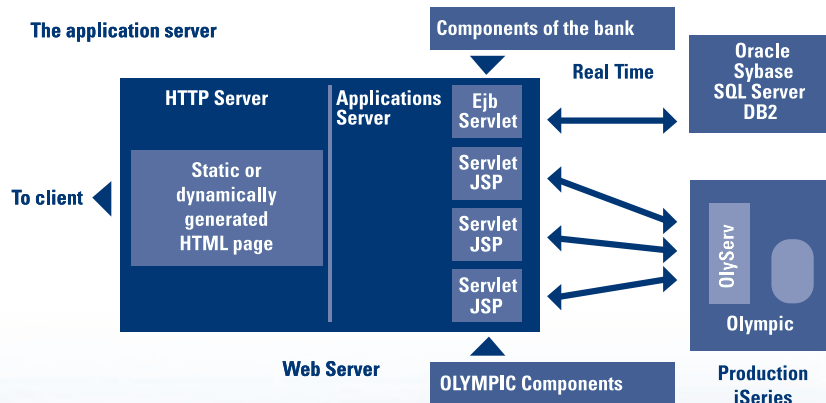 The application server
Components of the bank
Real Time
Oracle
Sybase
SQL Server
DB2
HTTP Server
Applications
Server
Ejb
Servlet
Static or
dynamically
generated
HTML page
Servlet
JSP
To client
Servlet
JSP
Servlet
JSP
OlyServ
Olympic
Web Server
OLYMPIC Components
Production
iSeries